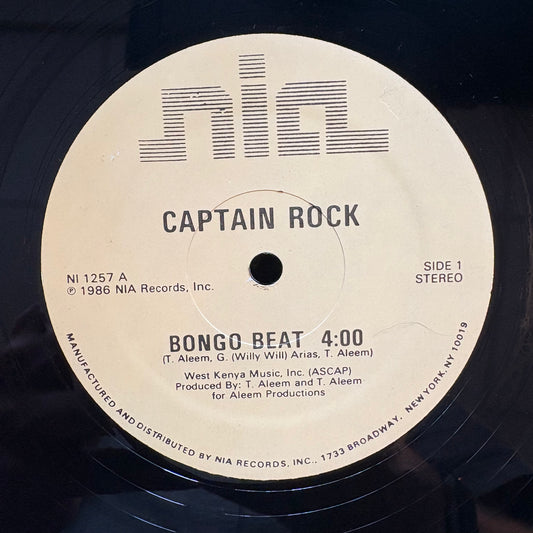 nia
CAPTAIN ROCK
NI 1257 A
℗ 1986 NIA Records, Inc.
SIDE 1
STEREO
BONGO BEAT 4:00
(T. Aleem, G. (Willy Will) Arias, T. Aleem)
West Kenya Music, Inc. (ASCAP)
Produced By: T. Aleem and T. Aleem
for Aleem Productions
MANUFACTURED AND DISTRIBUTED BY NIA RECORDS, INC., 1733 BROADWAY, NEW YORK, NY 10019